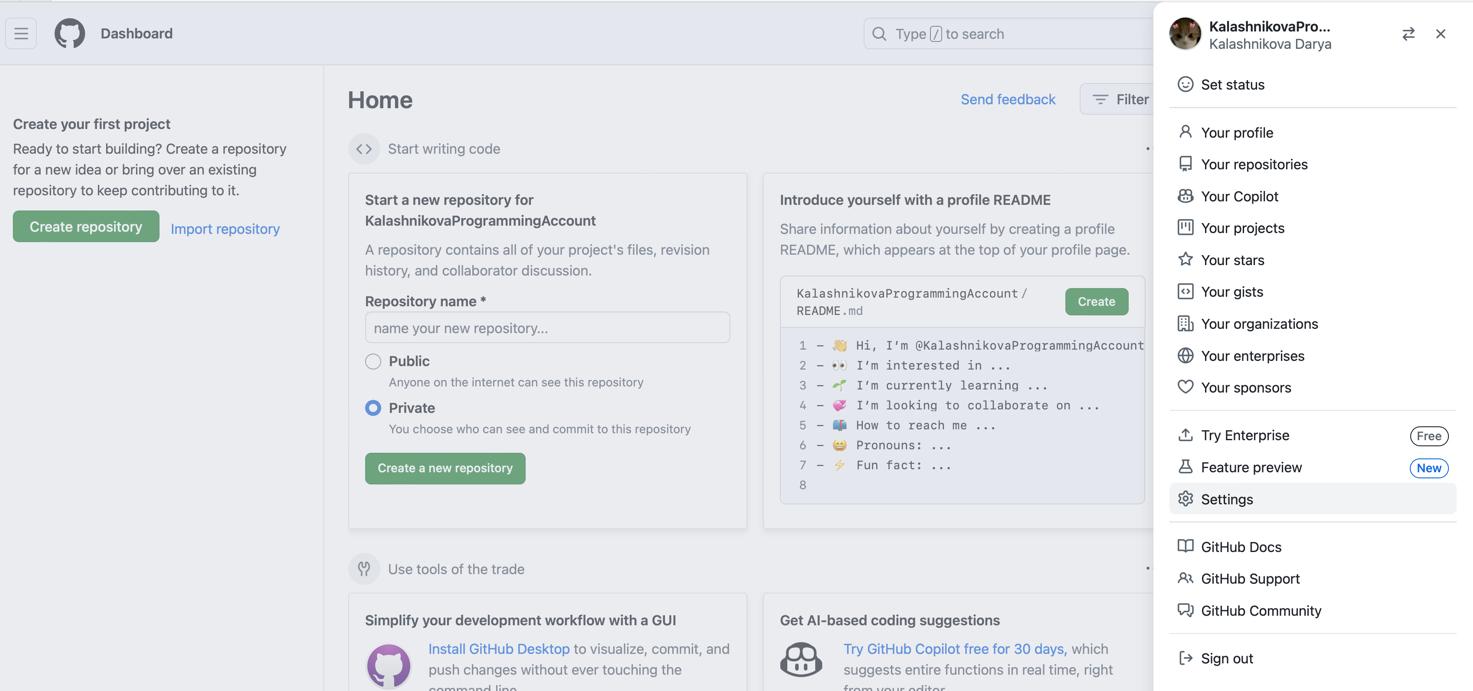 Dashboard
Type / to search
Create your first project
Ready to start building? Create a repository
for a new idea or bring over an existing
repository to keep contributing to it.
Create repository
Import repository
Home
Send feedback
Filter
Start writing code
Start a new repository for
KalashnikovaProgrammingAccount
A repository contains all of your project's files, revision
history, and collaborator discussion.
Repository name *
name your new repository...
Public
Anyone on the internet can see this repository
Private
You choose who can see and commit to this repository
Create a new repository
Introduce yourself with a profile README
Share information about yourself by creating a profile
README, which appears at the top of your profile page.
KalashnikovaProgrammingAccount /
README.md
Create
1 - 👋 Hi, I’m @KalashnikovaProgrammingAccount
2 - 👀 I’m interested in ...
3 - 🌱 I’m currently learning ...
4 - 💞️ I’m looking to collaborate on ...
5 - 📫 How to reach me ...
6 - 😄 Pronouns: ...
7 - ⚡ Fun fact: ...
8
Use tools of the trade
Simplify your development workflow with a GUI
Install GitHub Desktop to visualize, commit, and
push changes without ever touching the
command line.
Get AI-based coding suggestions
Try GitHub Copilot free for 30 days, which
suggests entire functions in real time, right
from your editor.
KalashnikovaPro...
Kalashnikova Darya
Set status
Your profile
Your repositories
Your Copilot
Your projects
Your stars
Your gists
Your organizations
Your enterprises
Your sponsors
Try Enterprise
Free
Feature preview
New
Settings
GitHub Docs
GitHub Support
GitHub Community
Sign out